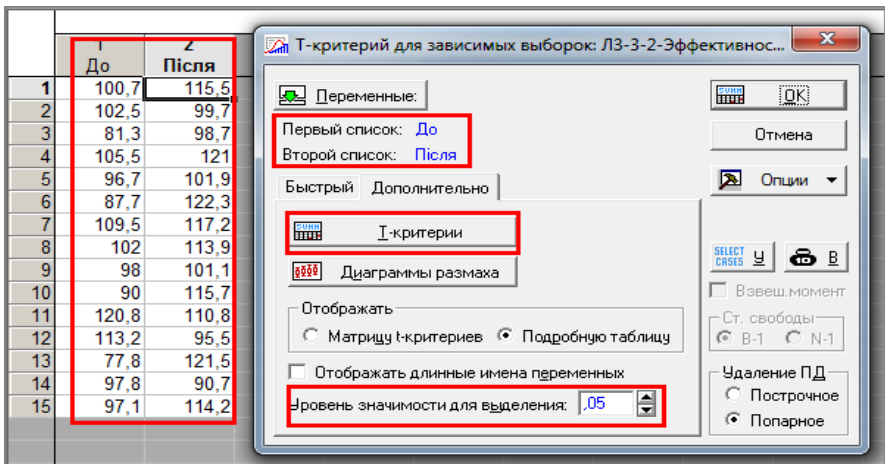 1 2
До Після
1 100,7 115,5
2 102,5 99,7
3 81,3 98,7
4 105,5 121
5 96,7 101,9
6 87,7 122,3
7 109,5 117,2
8 102 113,9
9 98 101,1
10 90 115,7
11 120,8 110,8
12 113,2 95,5
13 77,8 121,5
14 97,8 90,7
15 97,1 114,2
Т-критерий для зависимых выборок: ЛЗ-3-2-Эффективнос...
Переменные:
Первый список: До
Второй список: Після
Быстрый Дополнительно
Т-критерии
Диаграммы размаха
Отображать
Матрицу t-критериев Подробную таблицу
Отображать длинные имена переменных
Уровень значимости для выделения: ,05
OK
Отмена
Опции
SELECT CASES У В
Взвеш.момент
Ст. свободы
В-1 N-1
Удаление ПД
Построчное
Попарное